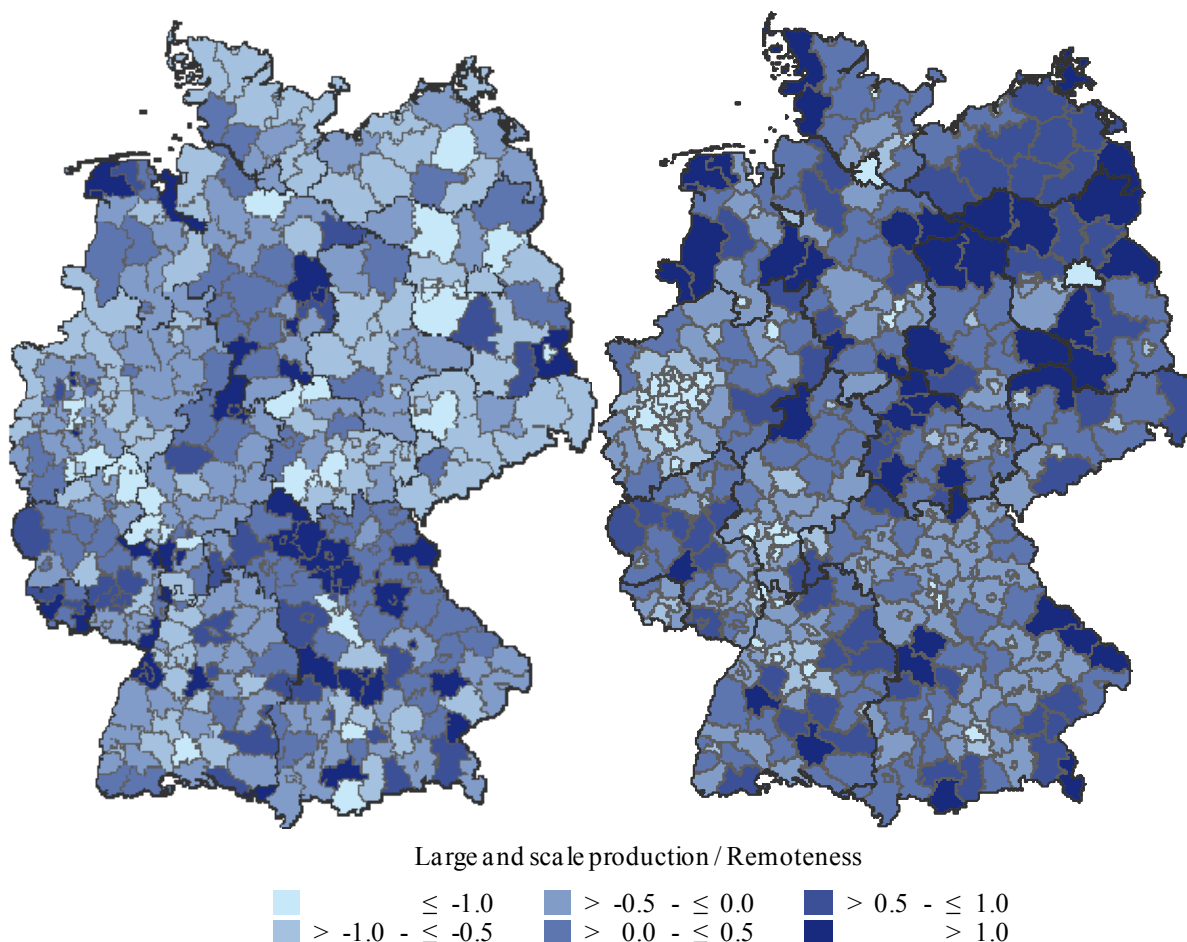 Large and scale production / Remoteness
≤ -1.0 > -0.5 - ≤ 0.0 > 0.5 - ≤ 1.0
> -1.0 - ≤ -0.5 > 0.0 - ≤ 0.5 > 1.0